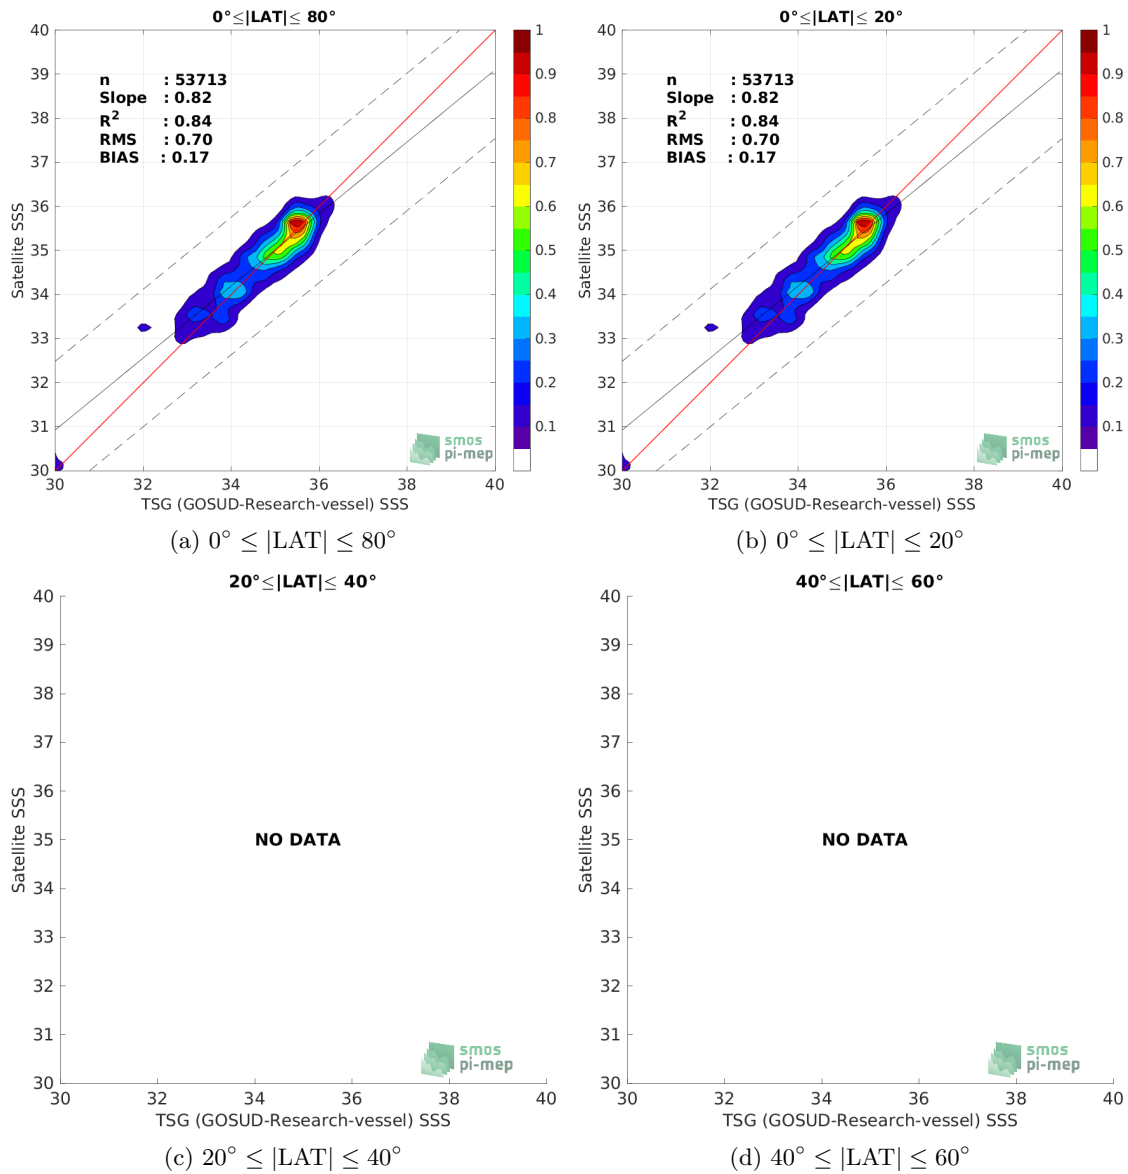 0°≤|LAT|≤ 80°
40
39
38
37
36
35
34
33
32
31
30
Satellite SSS
n : 53713
Slope : 0.82
R2 : 0.84
RMS : 0.70
BIAS : 0.17
smos
pi-mep
30 32 34 36 38 40
TSG (GOSUD-Research-vessel) SSS
1
0.9
0.8
0.7
0.6
0.5
0.4
0.3
0.2
0.1
(a) 0° ≤ |LAT| ≤ 80°
0°≤|LAT|≤ 20°
40
39
38
37
36
35
34
33
32
31
30
Satellite SSS
n : 53713
Slope : 0.82
R2 : 0.84
RMS : 0.70
BIAS : 0.17
smos
pi-mep
30 32 34 36 38 40
TSG (GOSUD-Research-vessel) SSS
1
0.9
0.8
0.7
0.6
0.5
0.4
0.3
0.2
0.1
(b) 0° ≤ |LAT| ≤ 20°
20°≤|LAT|≤ 40°
40
39
38
37
36
35
34
33
32
31
30
Satellite SSS
NO DATA
smos
pi-mep
30 32 34 36 38 40
TSG (GOSUD-Research-vessel) SSS
(c) 20° ≤ |LAT| ≤ 40°
40°≤|LAT|≤ 60°
40
39
38
37
36
35
34
33
32
31
30
Satellite SSS
NO DATA
smos
pi-mep
30 32 34 36 38 40
TSG (GOSUD-Research-vessel) SSS
(d) 40° ≤ |LAT| ≤ 60°